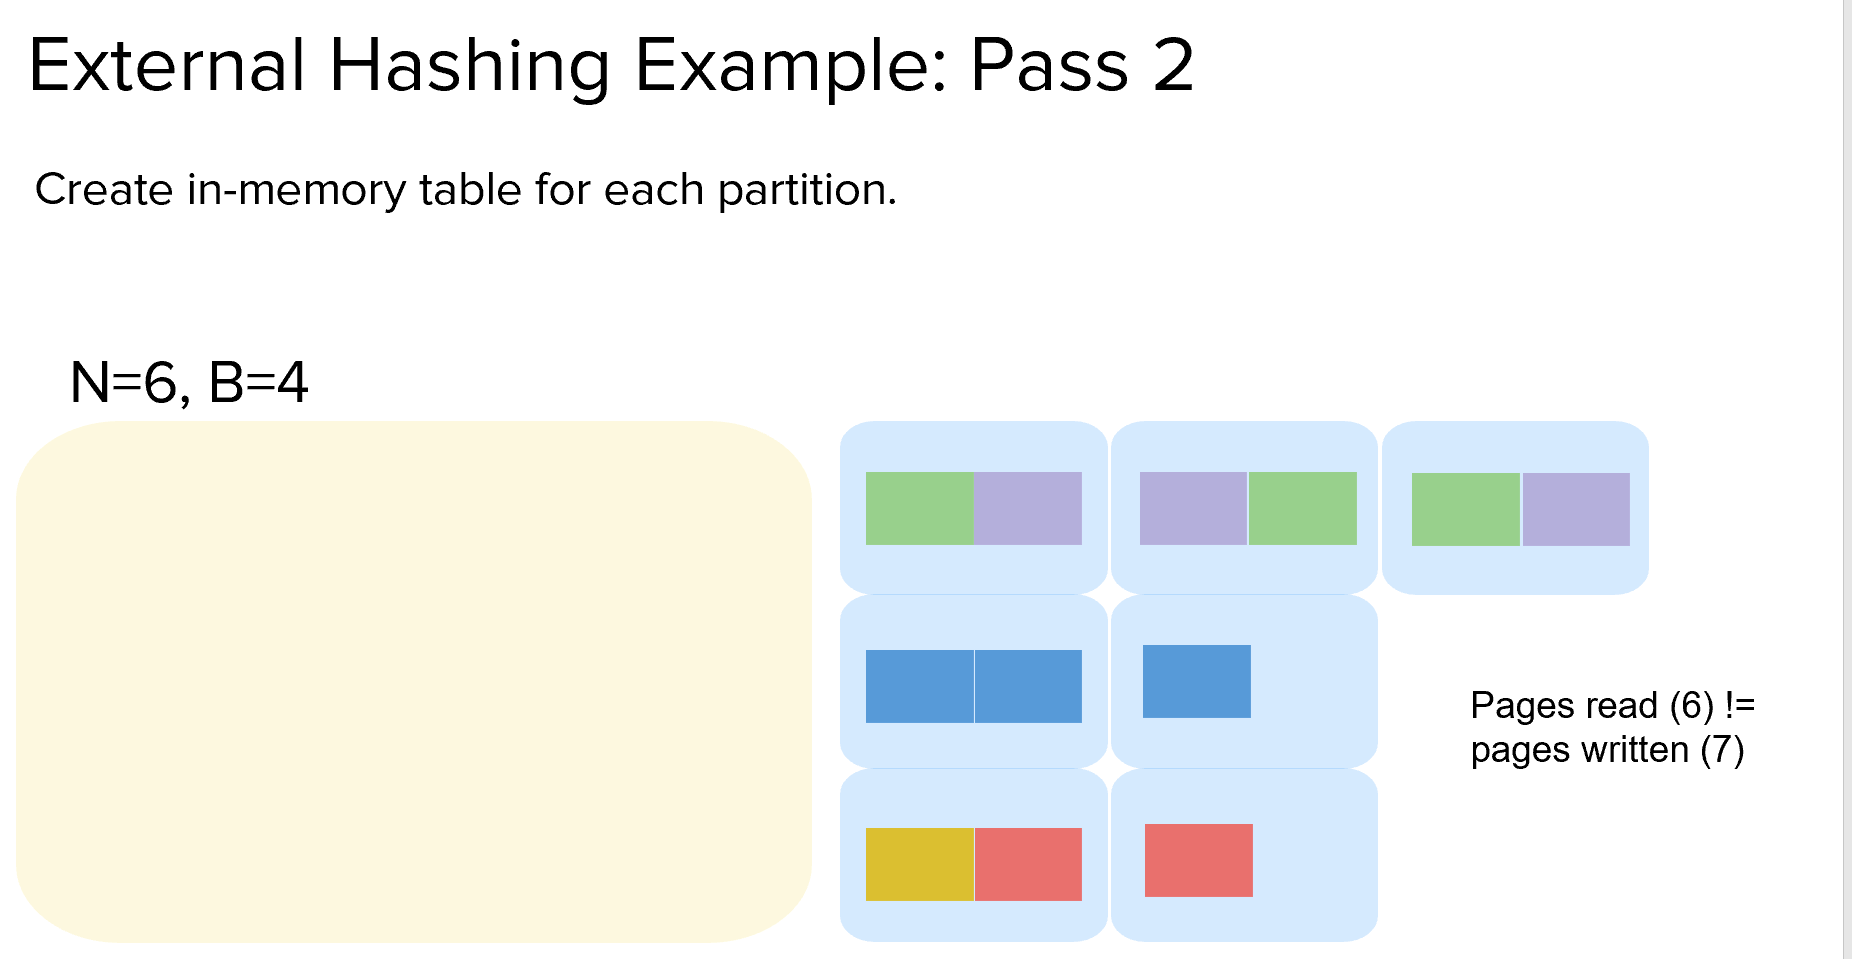 External Hashing Example: Pass 2
Create in-memory table for each partition.
N=6, B=4
Pages read (6) !=
pages written (7)